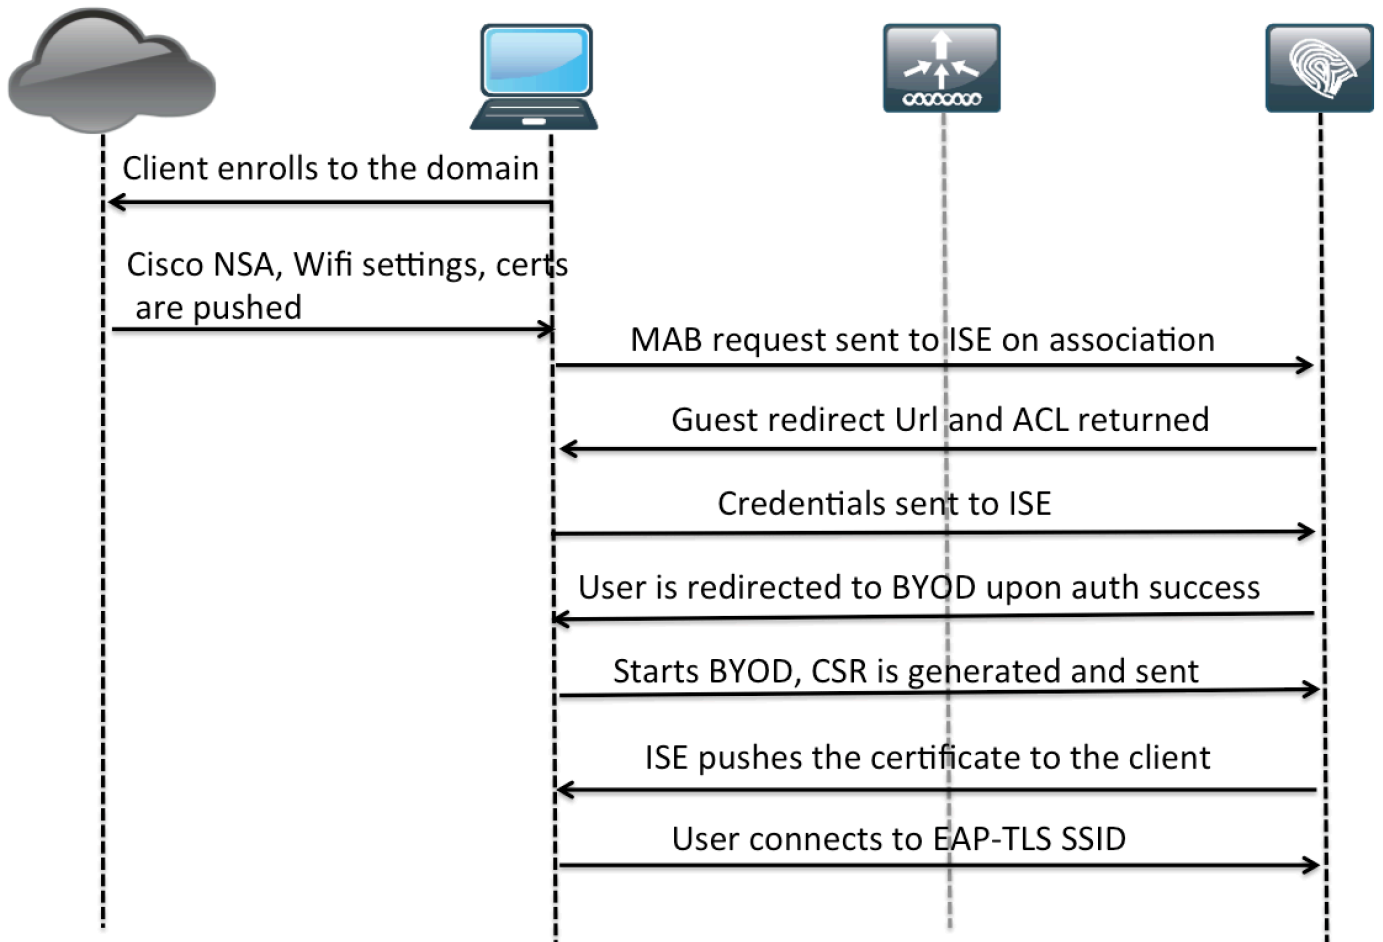 Client enrolls to the domain
Cisco NSA, Wifi settings, certs
are pushed
MAB request sent to ISE on association
Guest redirect Url and ACL returned
Credentials sent to ISE
User is redirected to BYOD upon auth success
Starts BYOD, CSR is generated and sent
ISE pushes the certificate to the client
User connects to EAP-TLS SSID